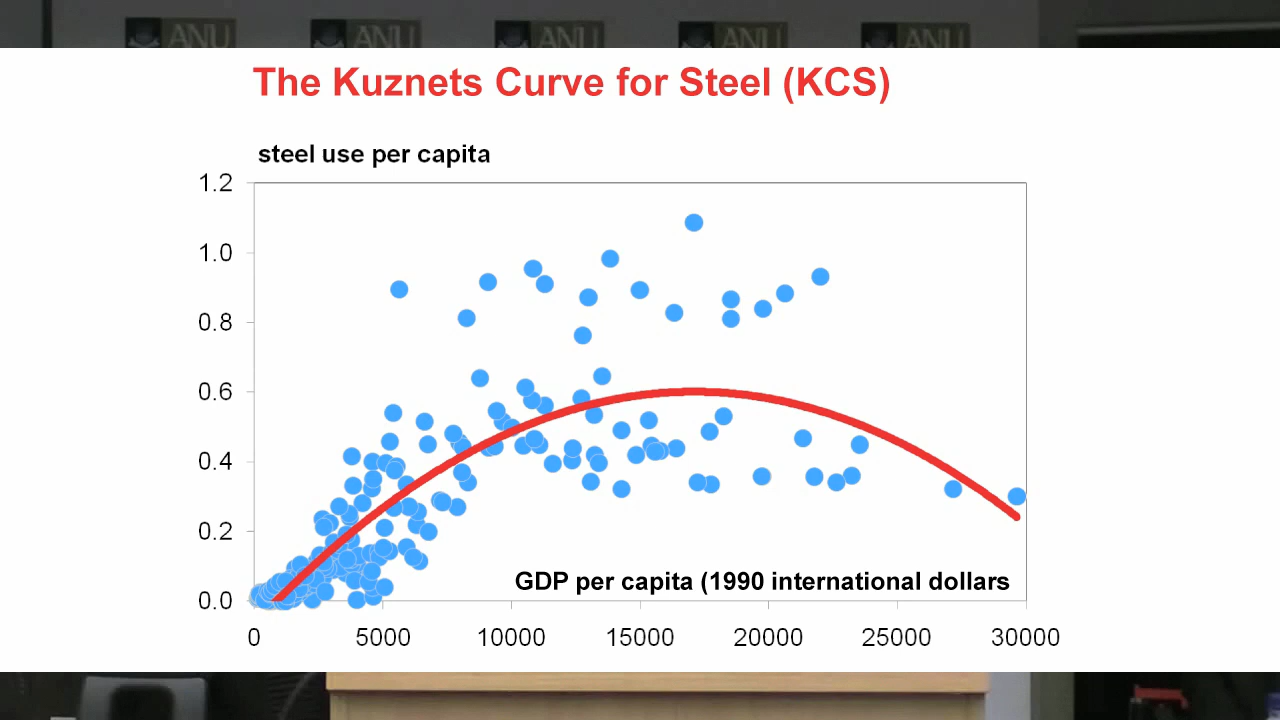 ANU ANU ANU ANU ANU
The Kuznets Curve for Steel (KCS)
steel use per capita
1.2
1.0
0.8
0.6
0.4
0.2
0.0
GDP per capita (1990 international dollars
0 5000 10000 15000 20000 25000 30000